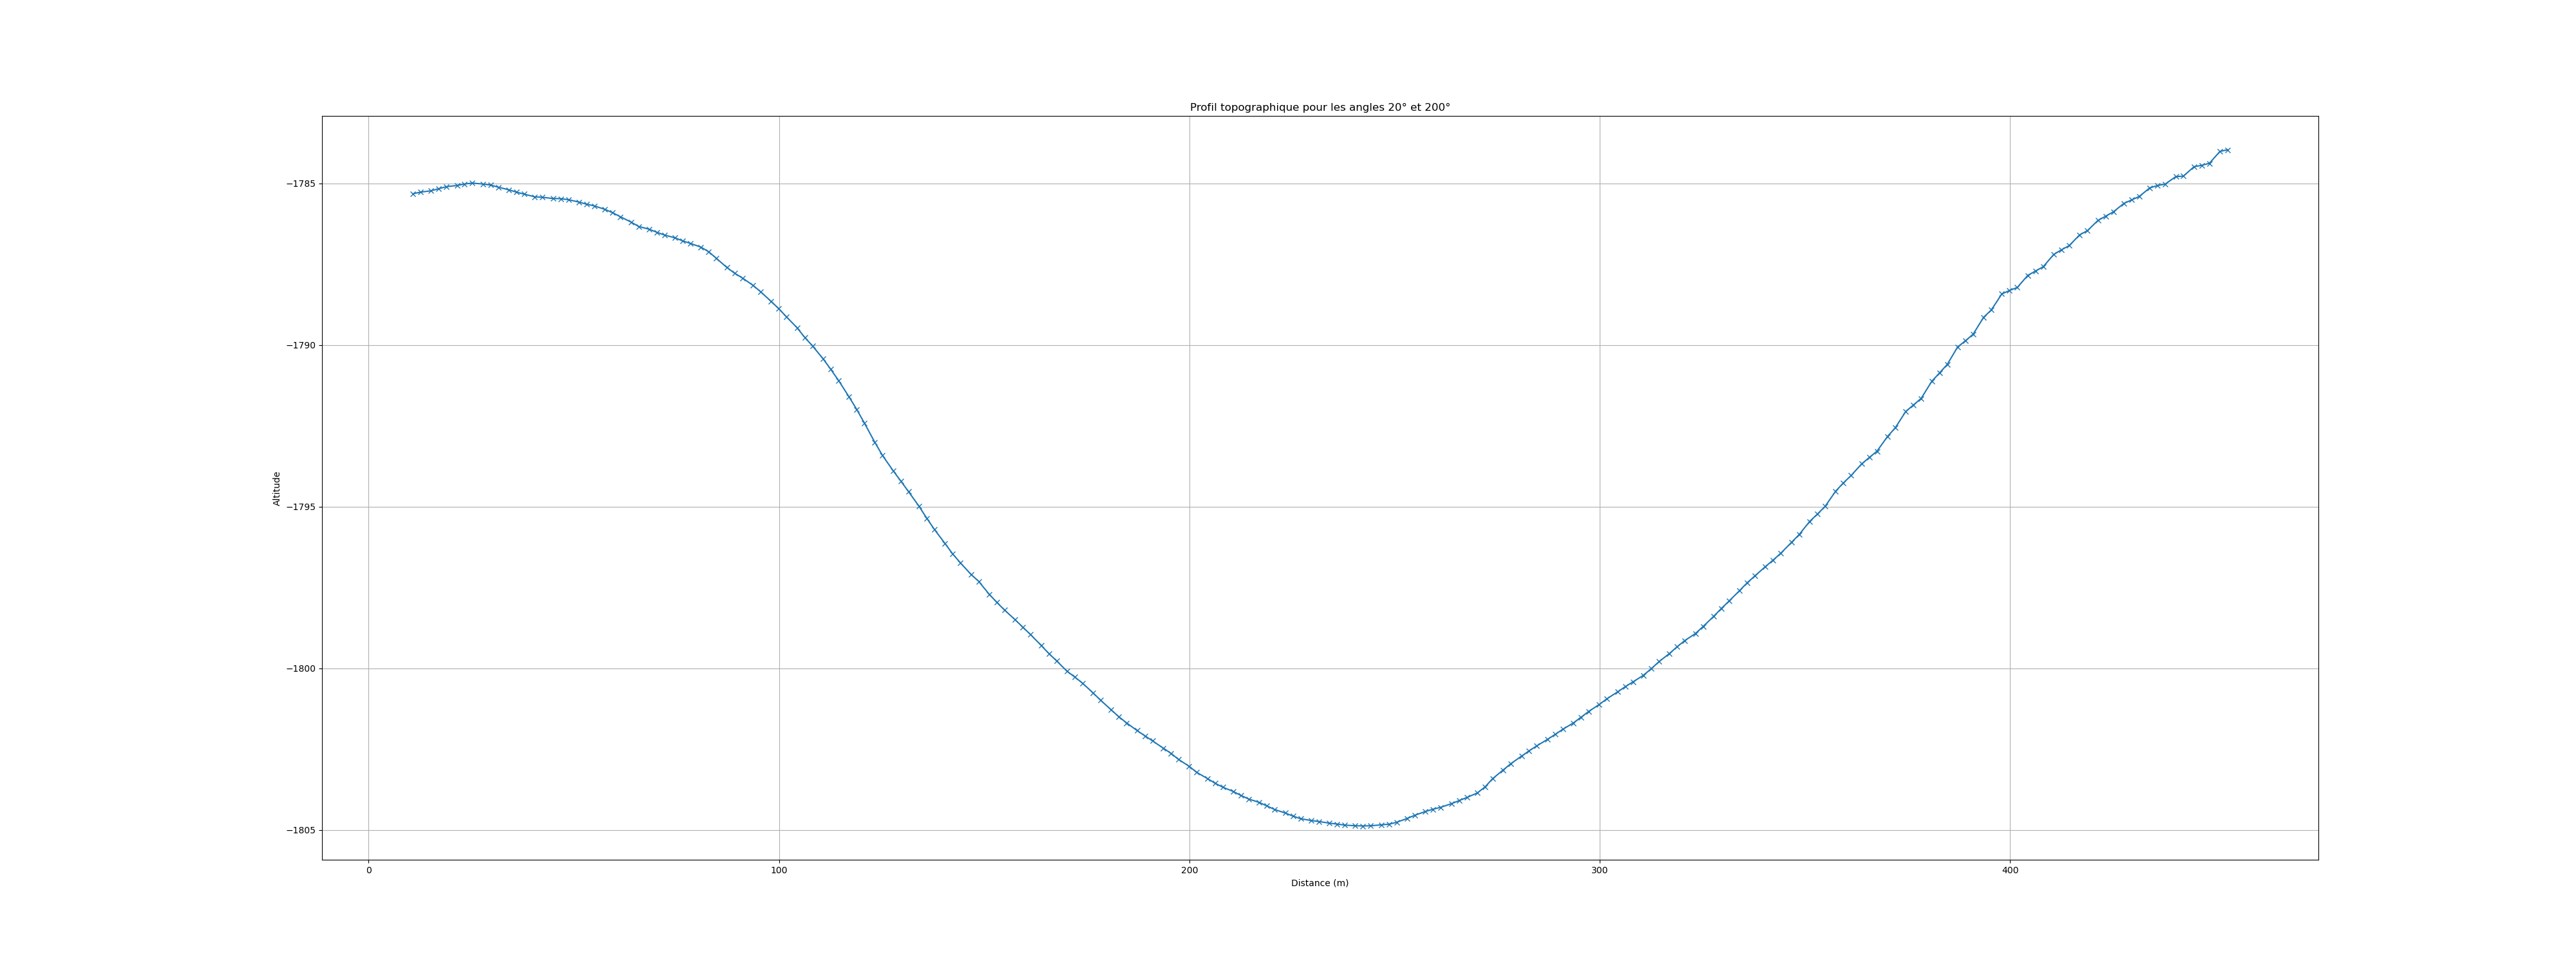 Profil topographique pour les angles 20° et 200°
Altitude
−1785
−1790
−1795
−1800
−1805
0 100 200 300 400
Distance (m)